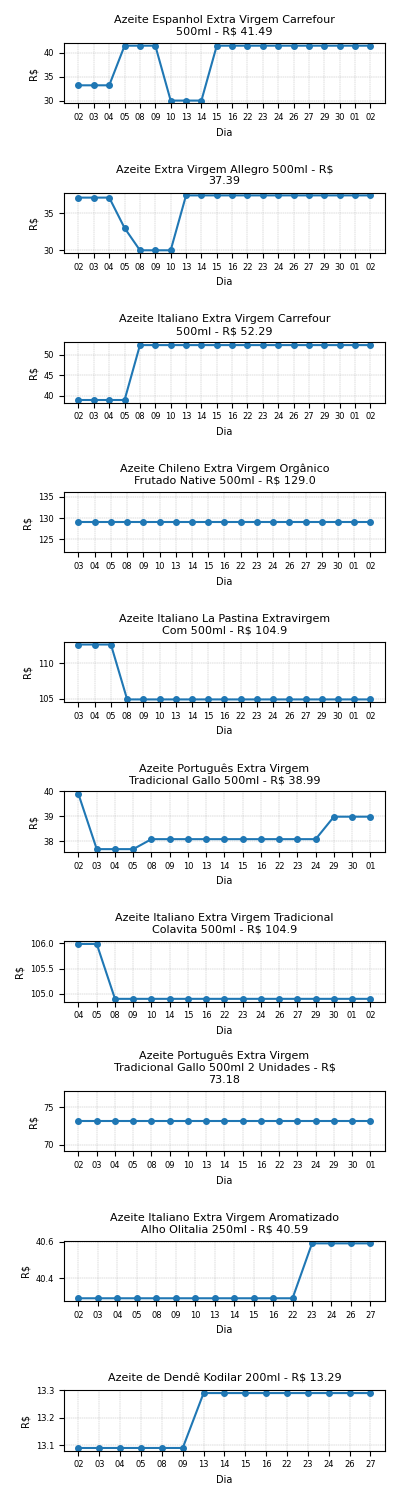 Azeite Espanhol Extra Virgem Carrefour
500ml - R$ 41.49
40
35
30
R$
02 03 04 05 08 09 10 13 14 15 16 22 23 24 26 27 29 30 01 02
Dia
Azeite Extra Virgem Allegro 500ml - R$
37.39
35
30
R$
02 03 04 05 08 09 10 13 14 15 16 22 23 24 26 27 29 30 01 02
Dia
Azeite Italiano Extra Virgem Carrefour
500ml - R$ 52.29
50
45
40
R$
02 03 04 05 08 09 10 13 14 15 16 22 23 24 26 27 29 30 01 02
Dia
Azeite Chileno Extra Virgem Orgânico
Frutado Native 500ml - R$ 129.0
135
130
125
R$
03 04 05 08 09 10 13 14 15 16 22 23 24 26 27 29 30 01 02
Dia
Azeite Italiano La Pastina Extravirgem
Com 500ml - R$ 104.9
110
105
R$
03 04 05 08 09 10 13 14 15 16 22 23 24 26 27 29 30 01 02
Dia
Azeite Português Extra Virgem
Tradicional Gallo 500ml - R$ 38.99
40
39
38
R$
02 03 04 05 08 09 10 13 14 15 16 22 23 24 29 30 01
Dia
Azeite Italiano Extra Virgem Tradicional
Colavita 500ml - R$ 104.9
106.0
105.5
105.0
R$
04 05 08 09 10 14 15 16 22 23 24 26 27 29 30 01 02
Dia
Azeite Português Extra Virgem
Tradicional Gallo 500ml 2 Unidades - R$
73.18
75
70
R$
02 03 04 05 08 09 10 13 14 15 16 22 23 24 29 30 01
Dia
Azeite Italiano Extra Virgem Aromatizado
Alho Olitalia 250ml - R$ 40.59
40.6
40.4
R$
02 03 04 05 08 09 10 13 14 15 16 22 23 24 26 27
Dia
Azeite de Dendê Kodilar 200ml - R$ 13.29
13.3
13.2
13.1
R$
02 03 04 05 08 09 13 14 15 16 22 23 24 26 27
Dia